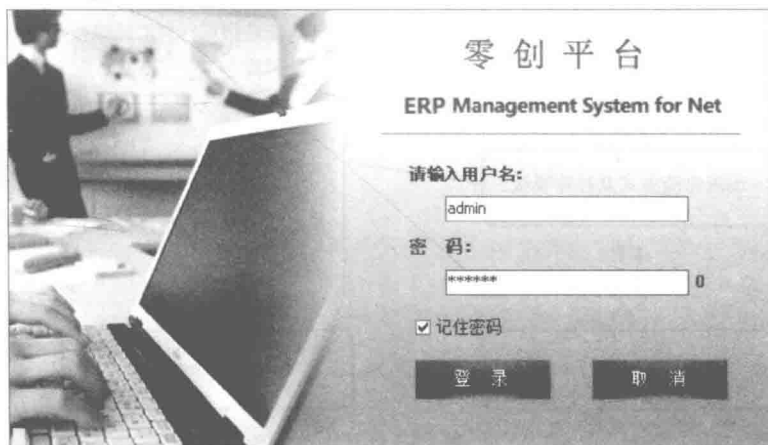 零创平台
ERP Management System for Net
请输入用户名：
admin
密 码：
******
0
记住密码
登 录
取 消